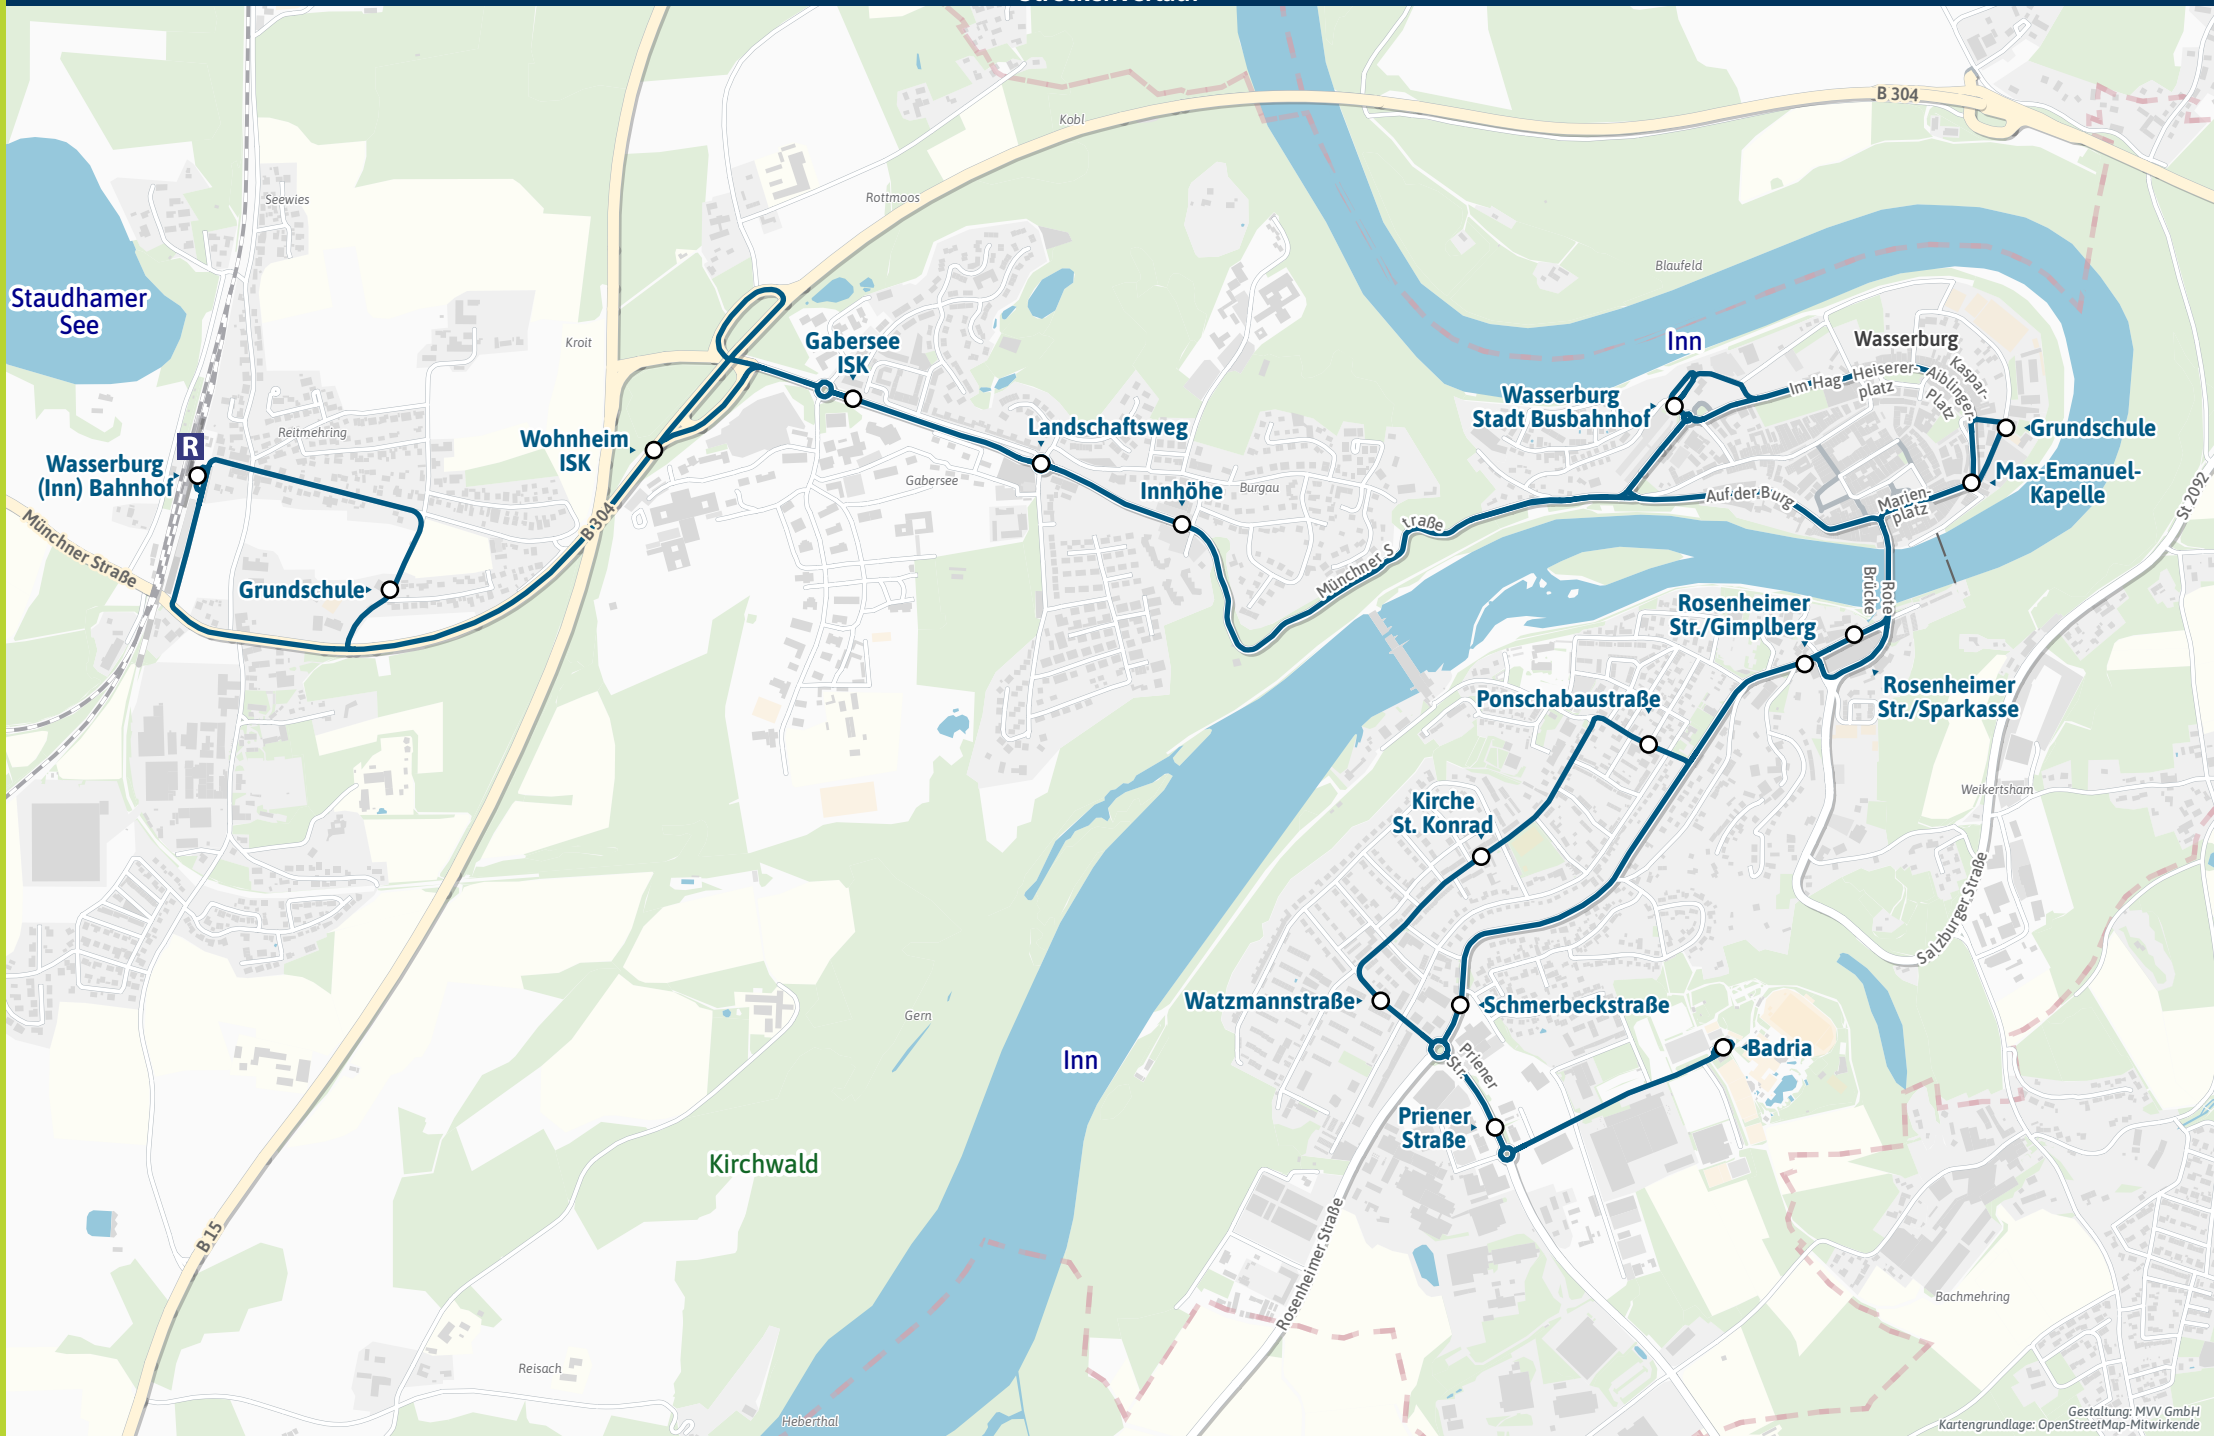 Streckenverlauf
B 304
Kobl
Seewies
Rottmoos
Blaufeld
Staudhamer
See
Kroit
Gabersee
ISK
Inn
Wasserburg
Kaspar-
Aiblinger-
Platz
Heiserer-
platz
Im Hag
Wasserburg
Stadt Busbahnhof
Reitmehring
R
Wasserburg
(Inn) Bahnhof
Wohnheim
ISK
Landschaftsweg
Grundschule
Gabersee
Innhöhe
Burgau
Max-Emanuel-
Kapelle
Auf der Burg
Marien-
platz
St 2092
Münchner Straße
B 304
Münchner S
traße
Grundschule
Rote
Brücke
Rosenheimer
Str./Gimplberg
Rosenheimer
Str./Sparkasse
Ponschabaustraße
Weikertsham
Kirche
St. Konrad
Salzburger Straße
Watzmannstraße
Schmerbeckstraße
Gern
Inn
Priener
Str.
Badria
Priener
Straße
Kirchwald
B 15
Rosenheimer Straße
Bachmehring
Reisach
Heberthal
Gestaltung: MVV GmbH
Kartengrundlage: OpenStreetMap-Mitwirkende